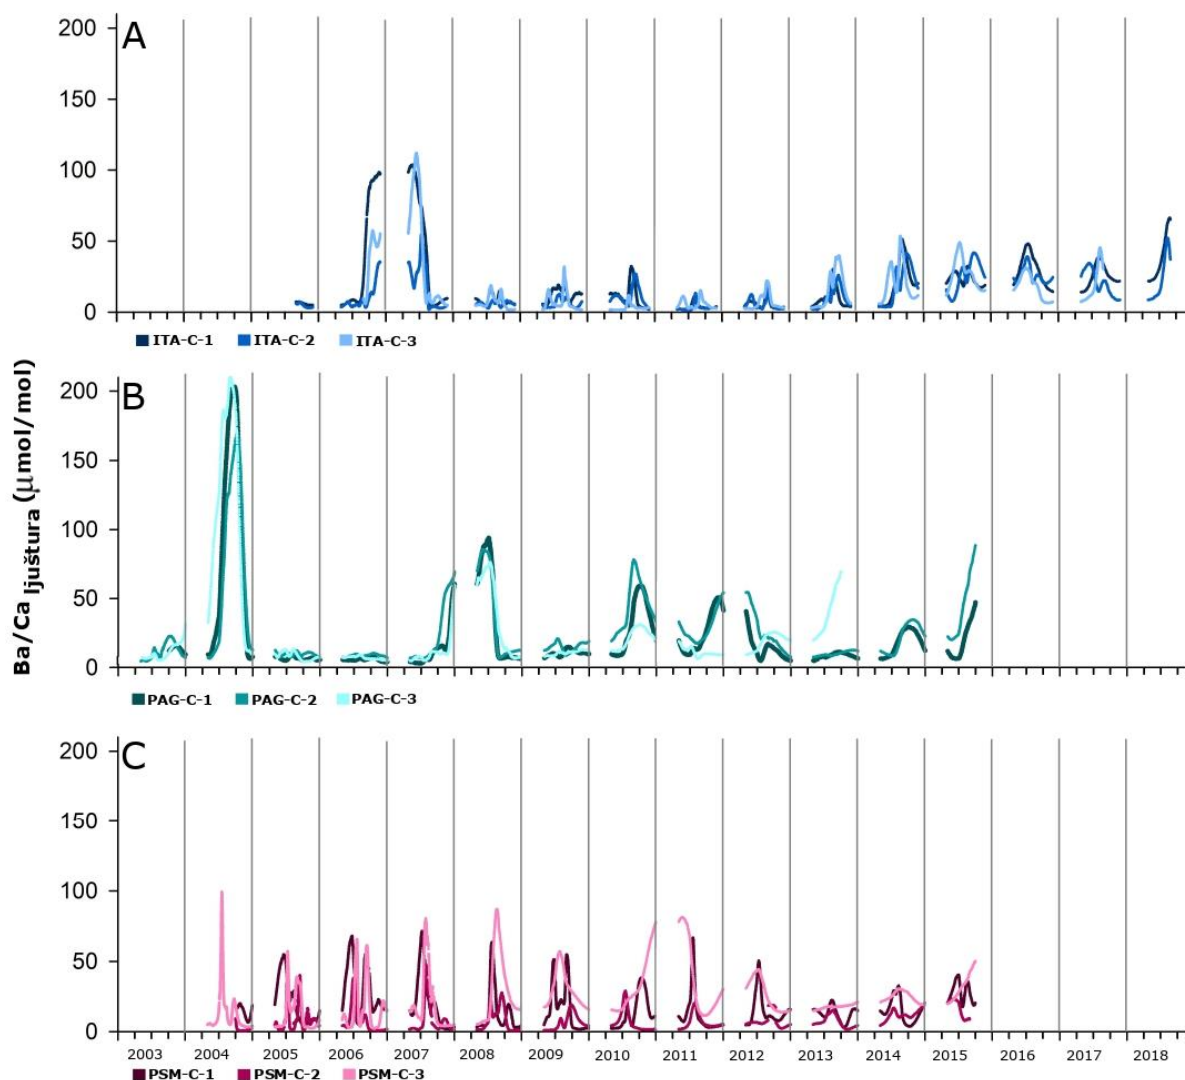 A
200
150
100
50
0
ITA-C-1 ITA-C-2 ITA-C-3
Ba/Ca ljuštura (μmol/mol)
B
200
150
100
50
0
PAG-C-1 PAG-C-2 PAG-C-3
C
200
150
100
50
0
2003 2004 2005 2006 2007 2008 2009 2010 2011 2012 2013 2014 2015 2016 2017 2018
PSM-C-1 PSM-C-2 PSM-C-3